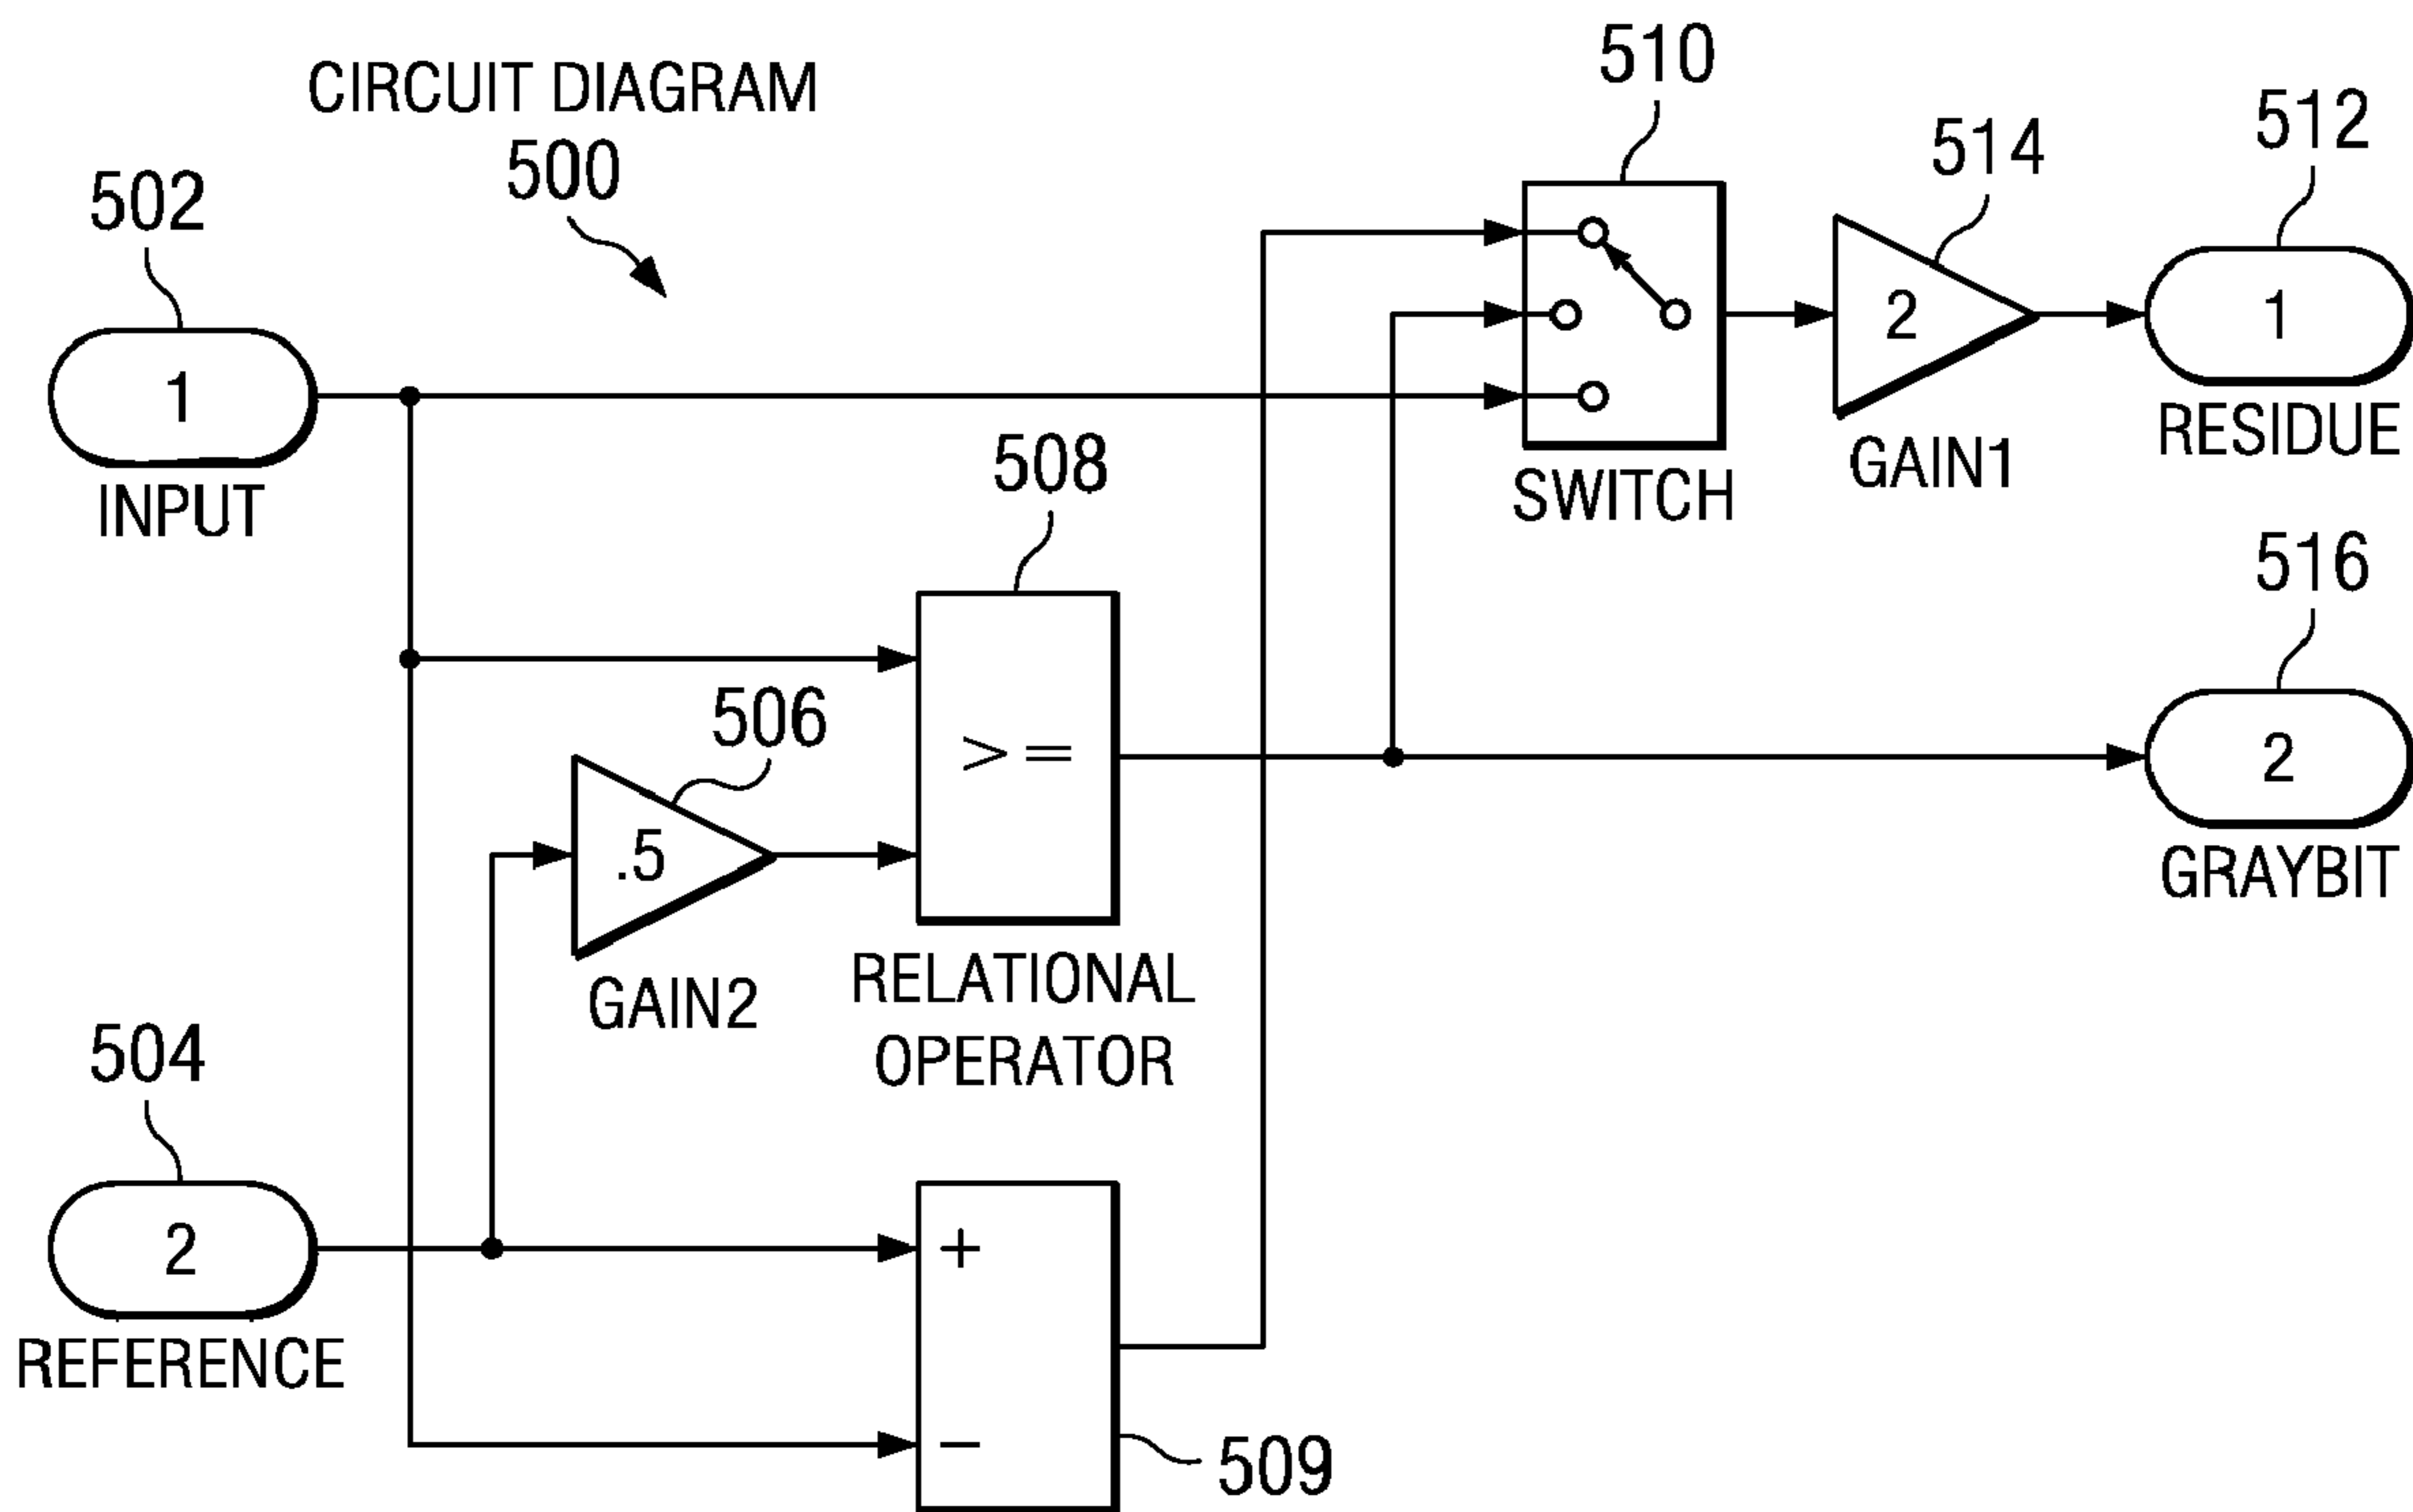 CIRCUIT DIAGRAM
500
502
1
INPUT
510
514
512
2
1
SWITCH
GAIN1
RESIDUE
508
> =
RELATIONAL
OPERATOR
506
.5
GAIN2
516
2
GRAYBIT
504
2
REFERENCE
+
−
509